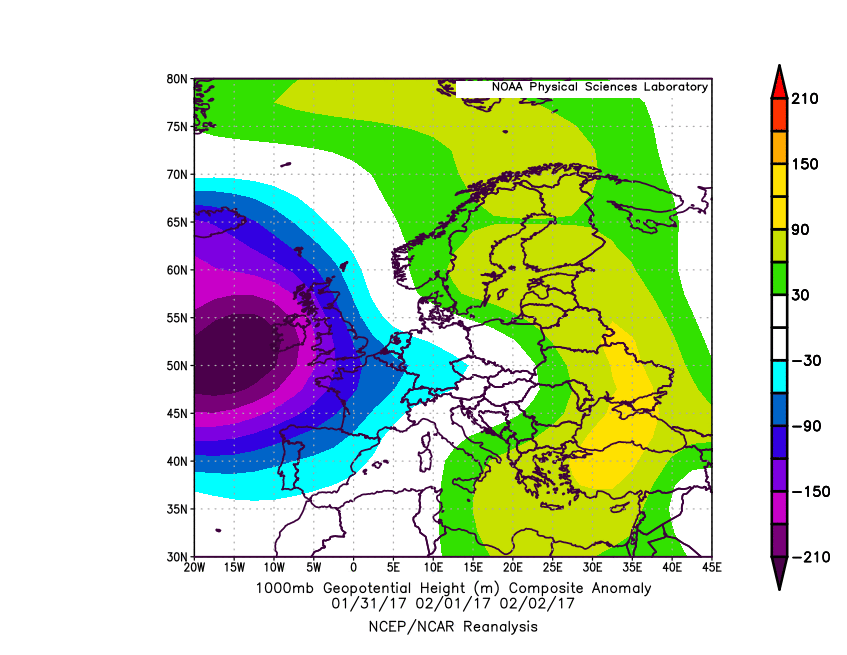 NOAA Physical Sciences Laboratory
80N
75N
70N
65N
60N
55N
50N
45N
40N
35N
30N
20W 15W 10W 5W 0 5E 10E 15E 20E 25E 30E 35E 40E 45E
210
150
90
30
−30
−90
−150
−210
1000mb Geopotential Height (m) Composite Anomaly
01/31/17 02/01/17 02/02/17
NCEP/NCAR Reanalysis